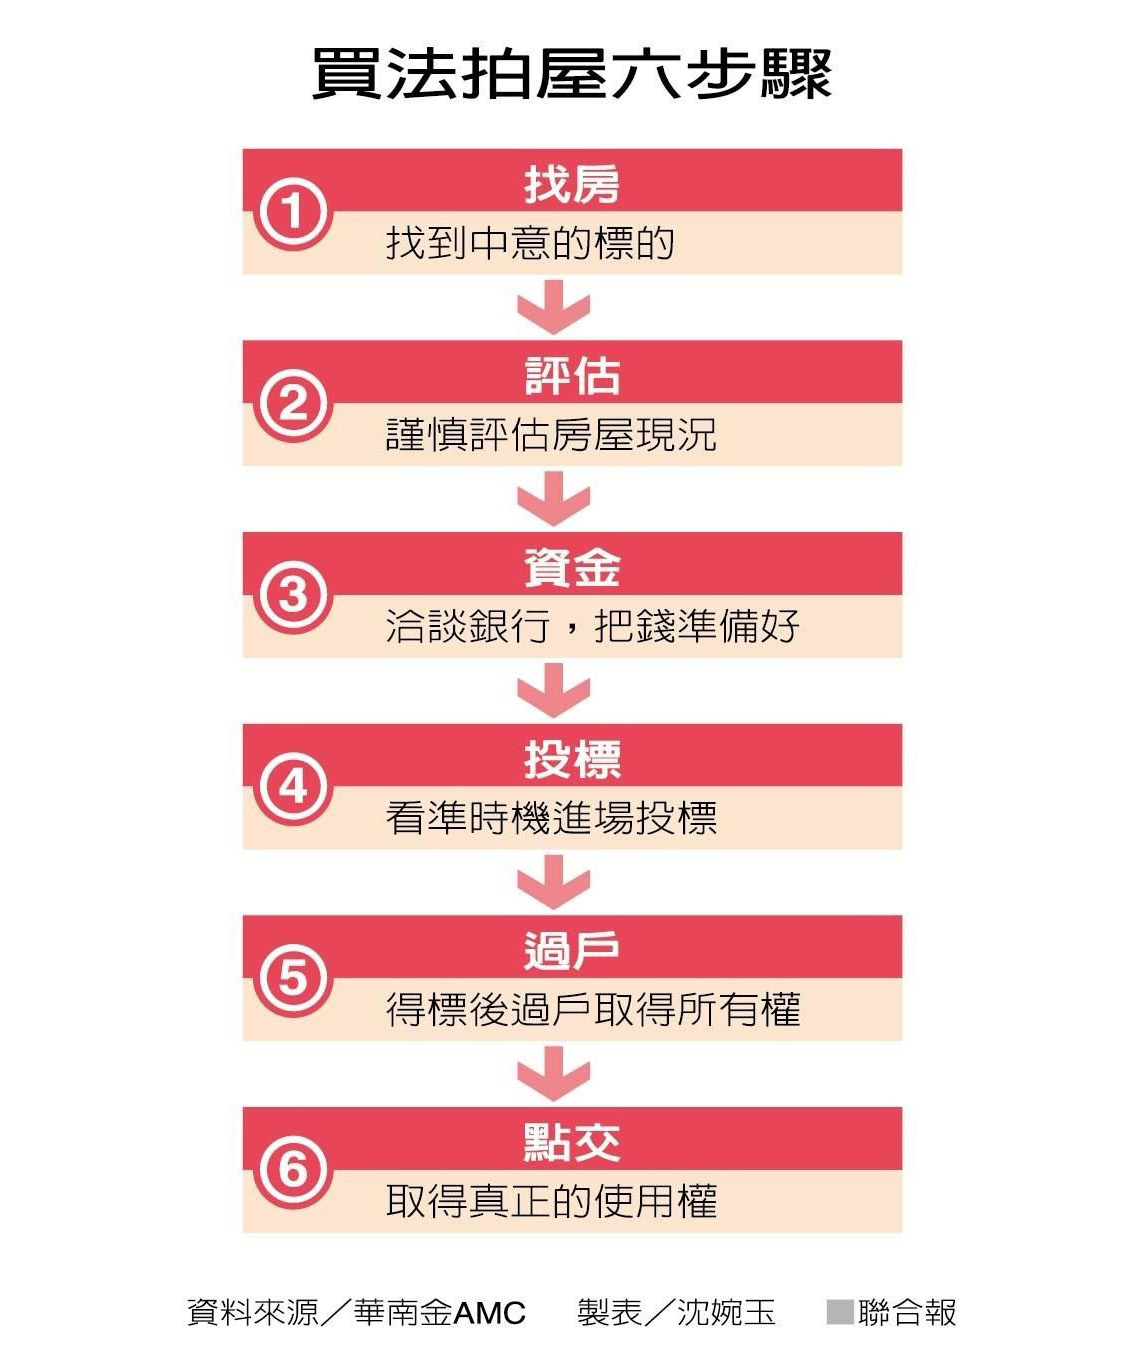 買法拍屋六步驟
1
找房
找到中意的標的
2
評估
謹慎評估房屋現況
3
資金
洽談銀行，把錢準備好
4
投標
看準時機進場投標
5
過戶
得標後過戶取得所有權
6
點交
取得真正的使用權
資料來源／華南金AMC 製表／沈婉玉 ■聯合報